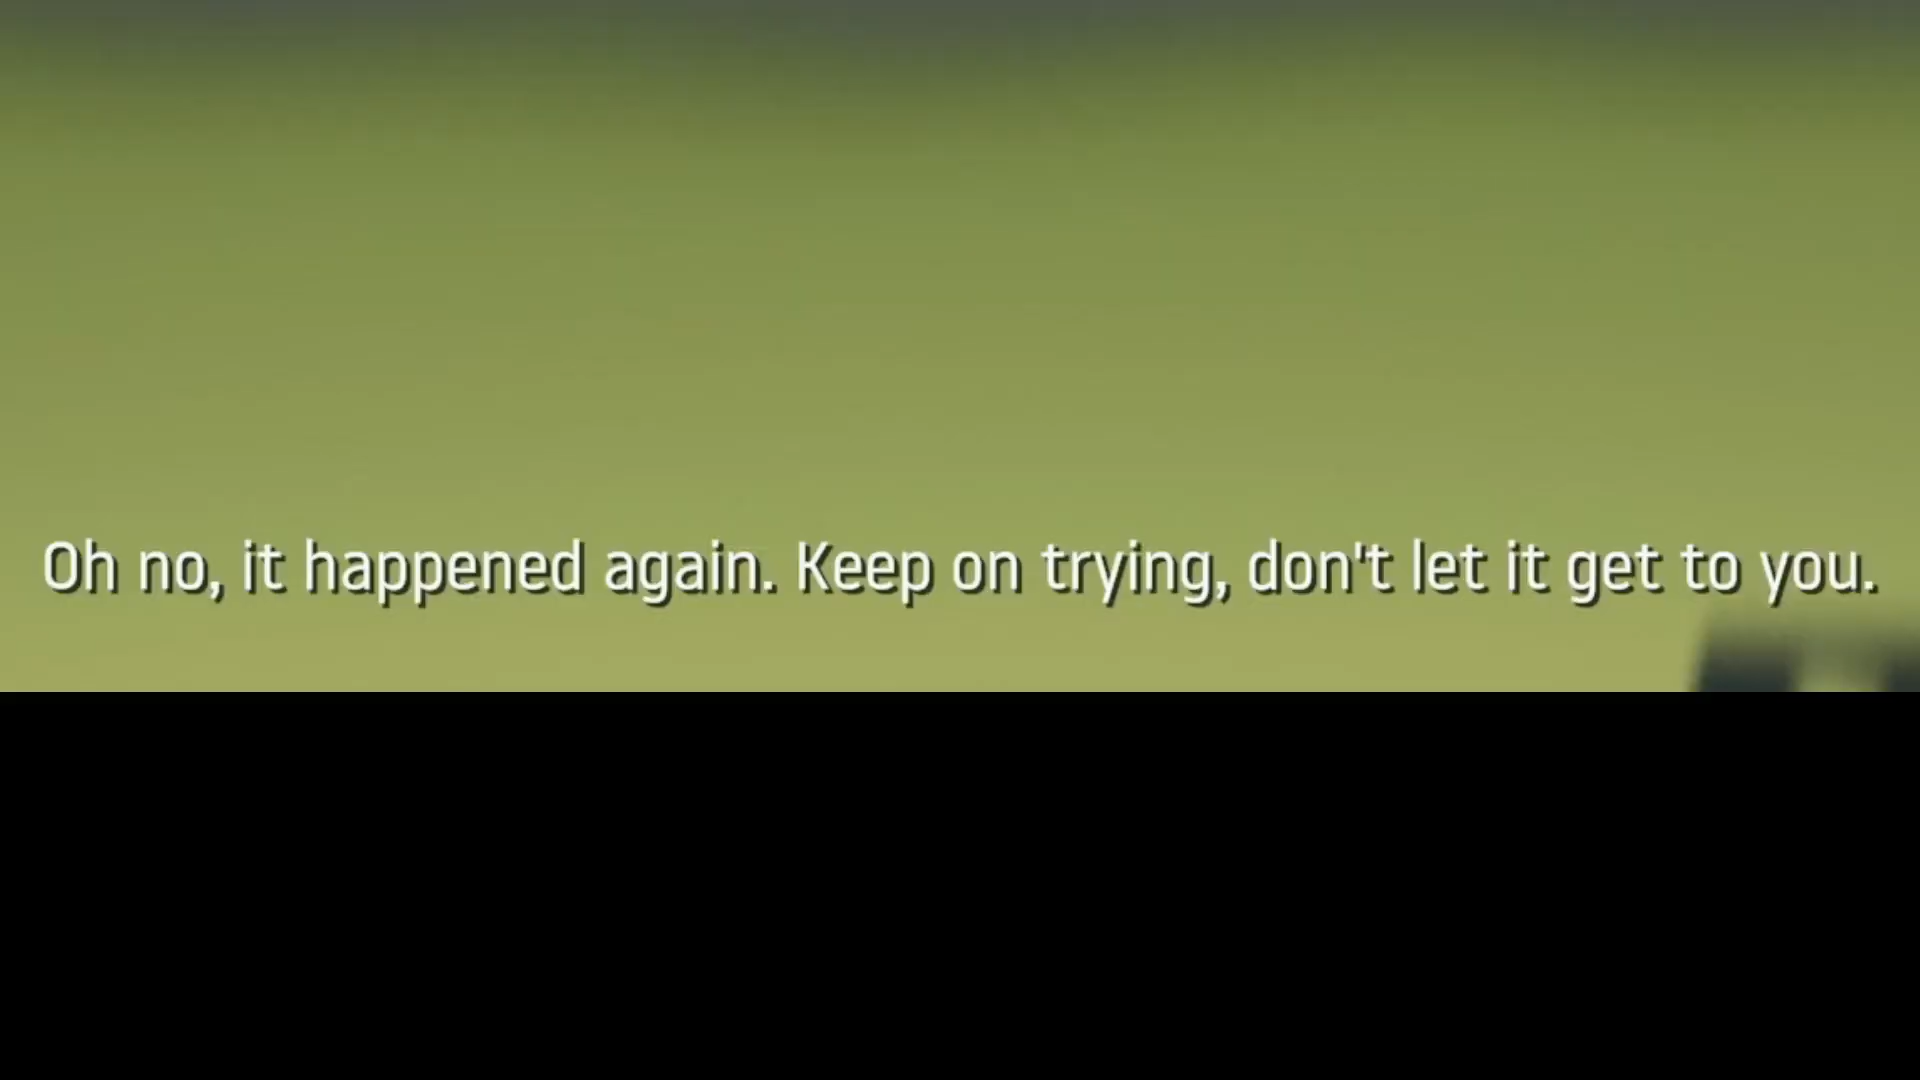 Oh no, it happened again. Keep on trying, don't let it get to you.